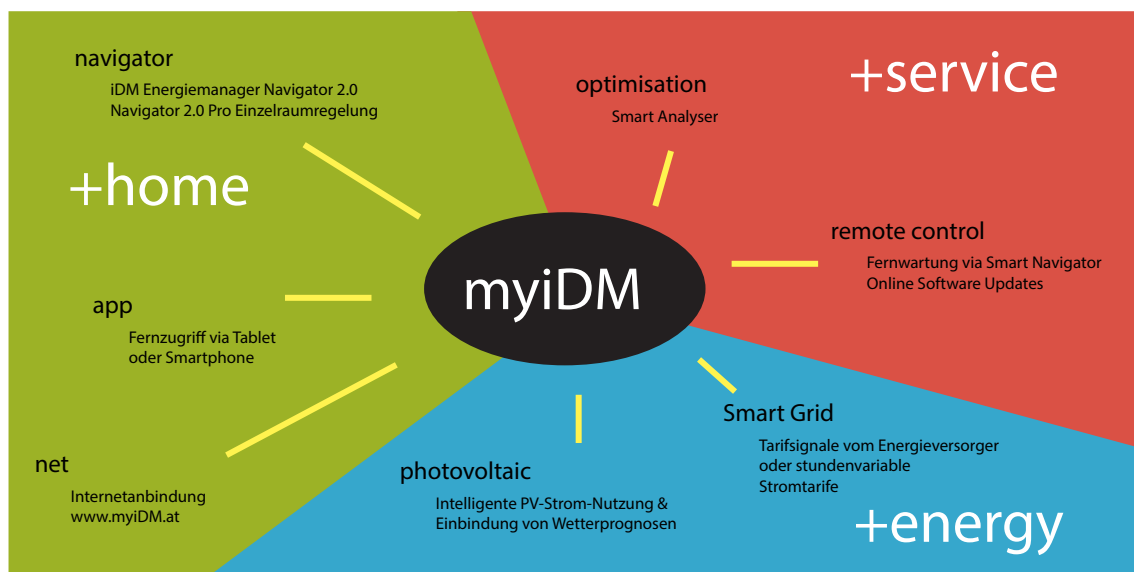 navigator
iDM Energiemanager Navigator 2.0
Navigator 2.0 Pro Einzelraumregelung
+home
app
Fernzugriff via Tablet
oder Smartphone
net
Internetanbindung
www.myiDM.at
myiDM
optimisation
Smart Analyser
+service
remote control
Fernwartung via Smart Navigator
Online Software Updates
photovoltaic
Intelligente PV-Strom-Nutzung &
Einbindung von Wetterprognosen
Smart Grid
Tarifsignale vom Energieversorger
oder stundenvariable
Stromtarife
+energy